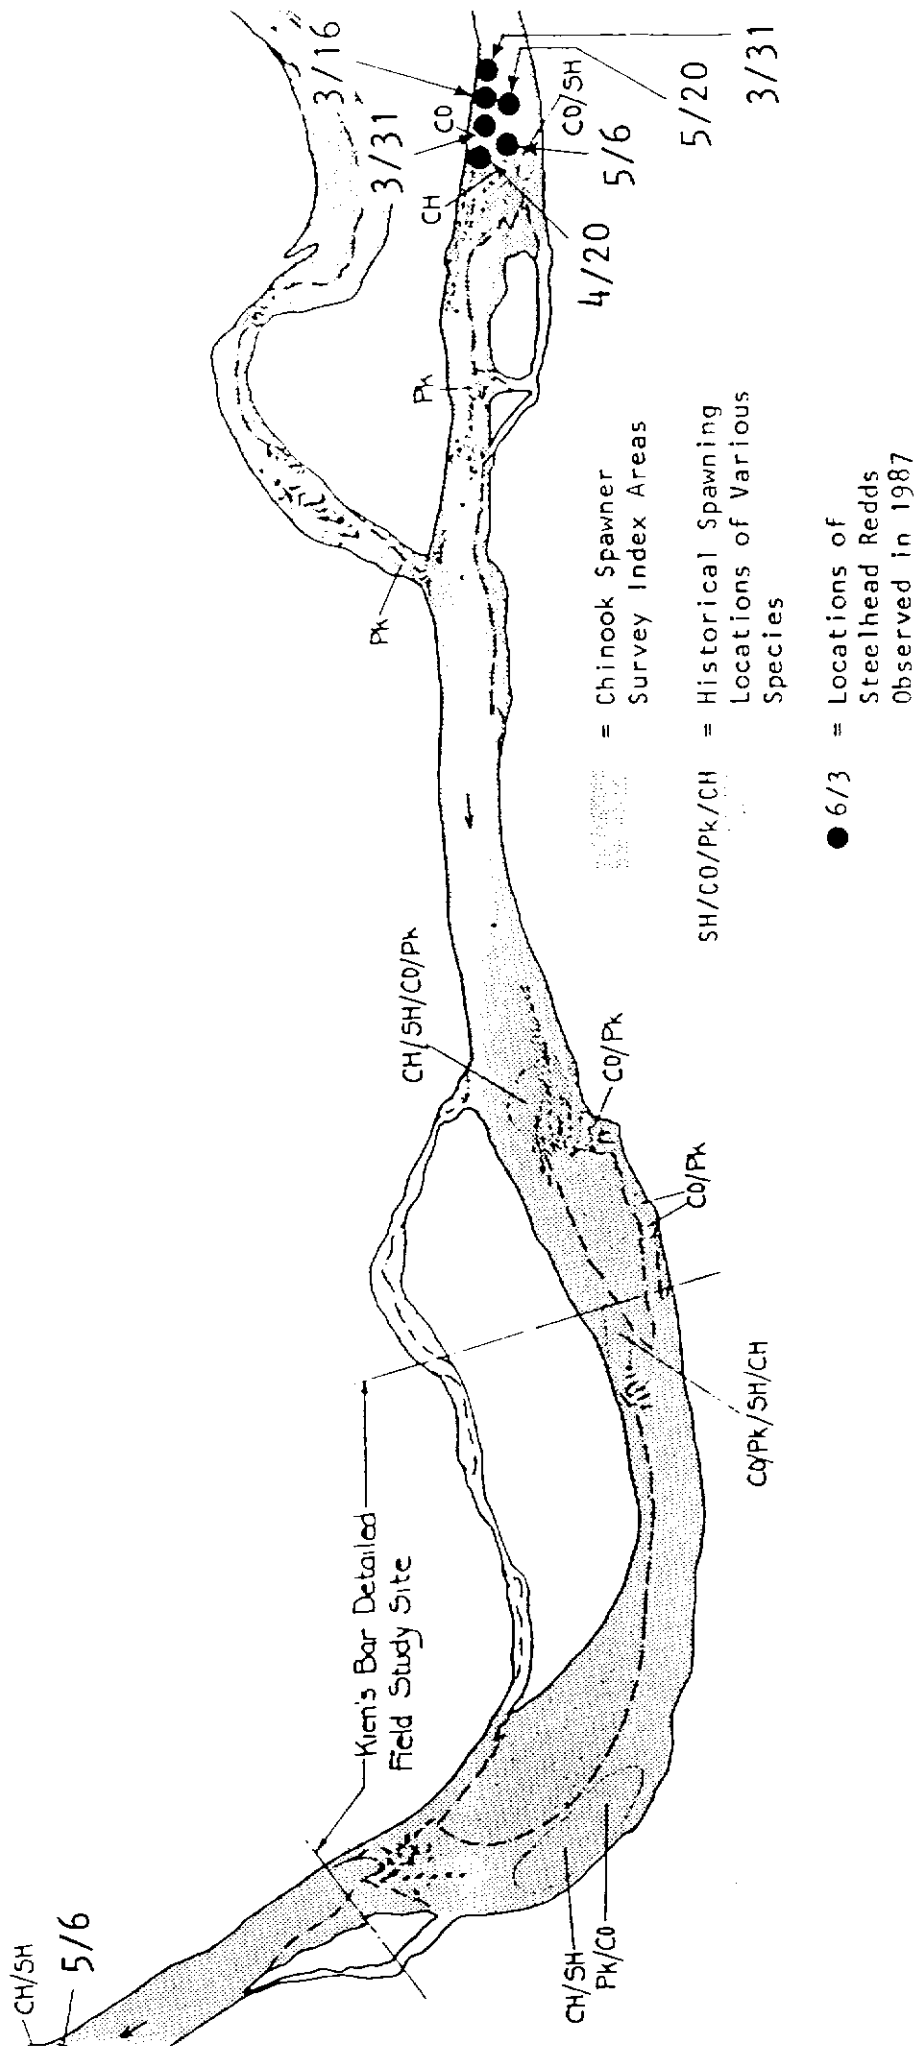 3/16
3/31
CO
CH
CO/SH
3/31
5/20
5/6
4/20
Pk
Pk
CH/SH/CO/Pk
CO/Pk
CO/Pk
CO/Pk/SH/CH
Kien's Bar Detailed
Field Study Site
CH/SH
Pk/CO
CH/SH
5/6
= Chinook Spawner
Survey Index Areas
SH/CO/Pk/CH = Historical Spawning
Locations of Various
Species
6/3 = Locations of
Steelhead Redds
Observed in 1987